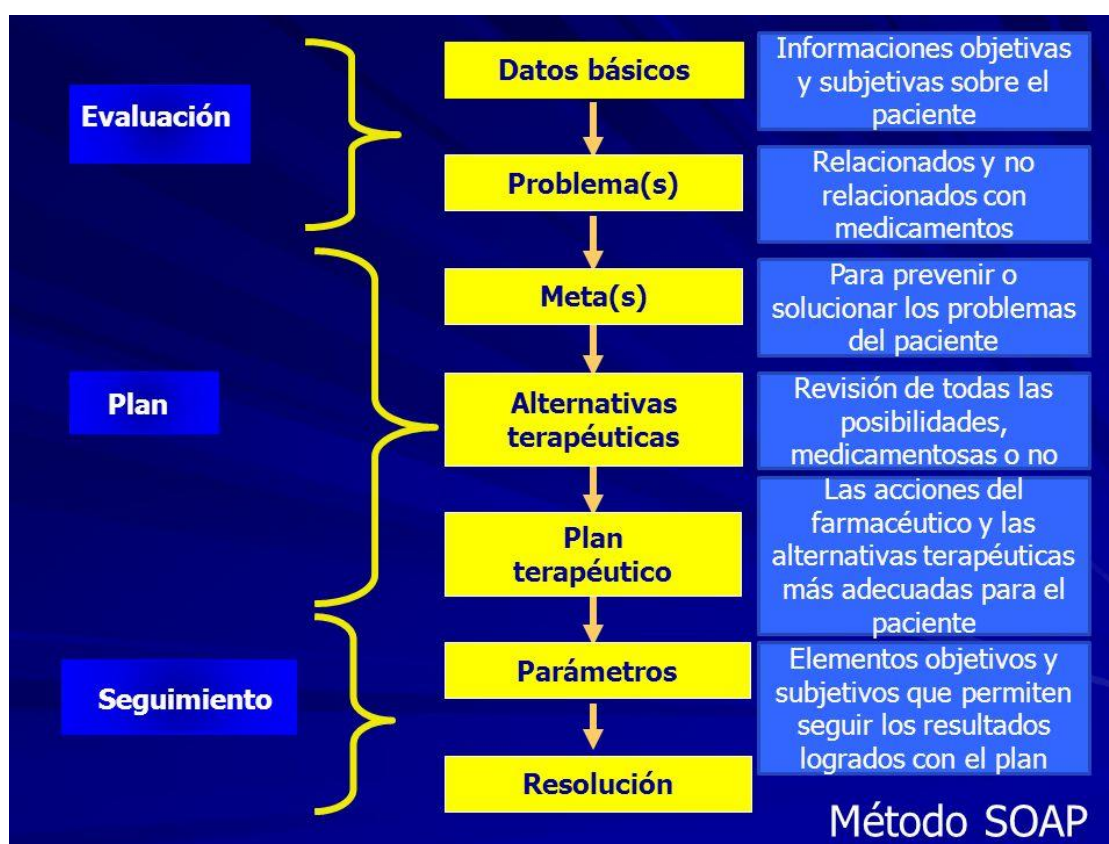 Evaluación
Datos básicos
Informaciones objetivas
y subjetivas sobre el
paciente
Problema(s)
Relacionados y no
relacionados con
medicamentos
Plan
Meta(s)
Para prevenir o
solucionar los problemas
del paciente
Alternativas
terapéuticas
Revisión de todas las
posibilidades,
medicamentosas o no
Plan
terapéutico
Las acciones del
farmacéutico y las
alternativas terapéuticas
más adecuadas para el
paciente
Seguimiento
Parámetros
Elementos objetivos y
subjetivos que permiten
seguir los resultados
logrados con el plan
Resolución
Método SOAP